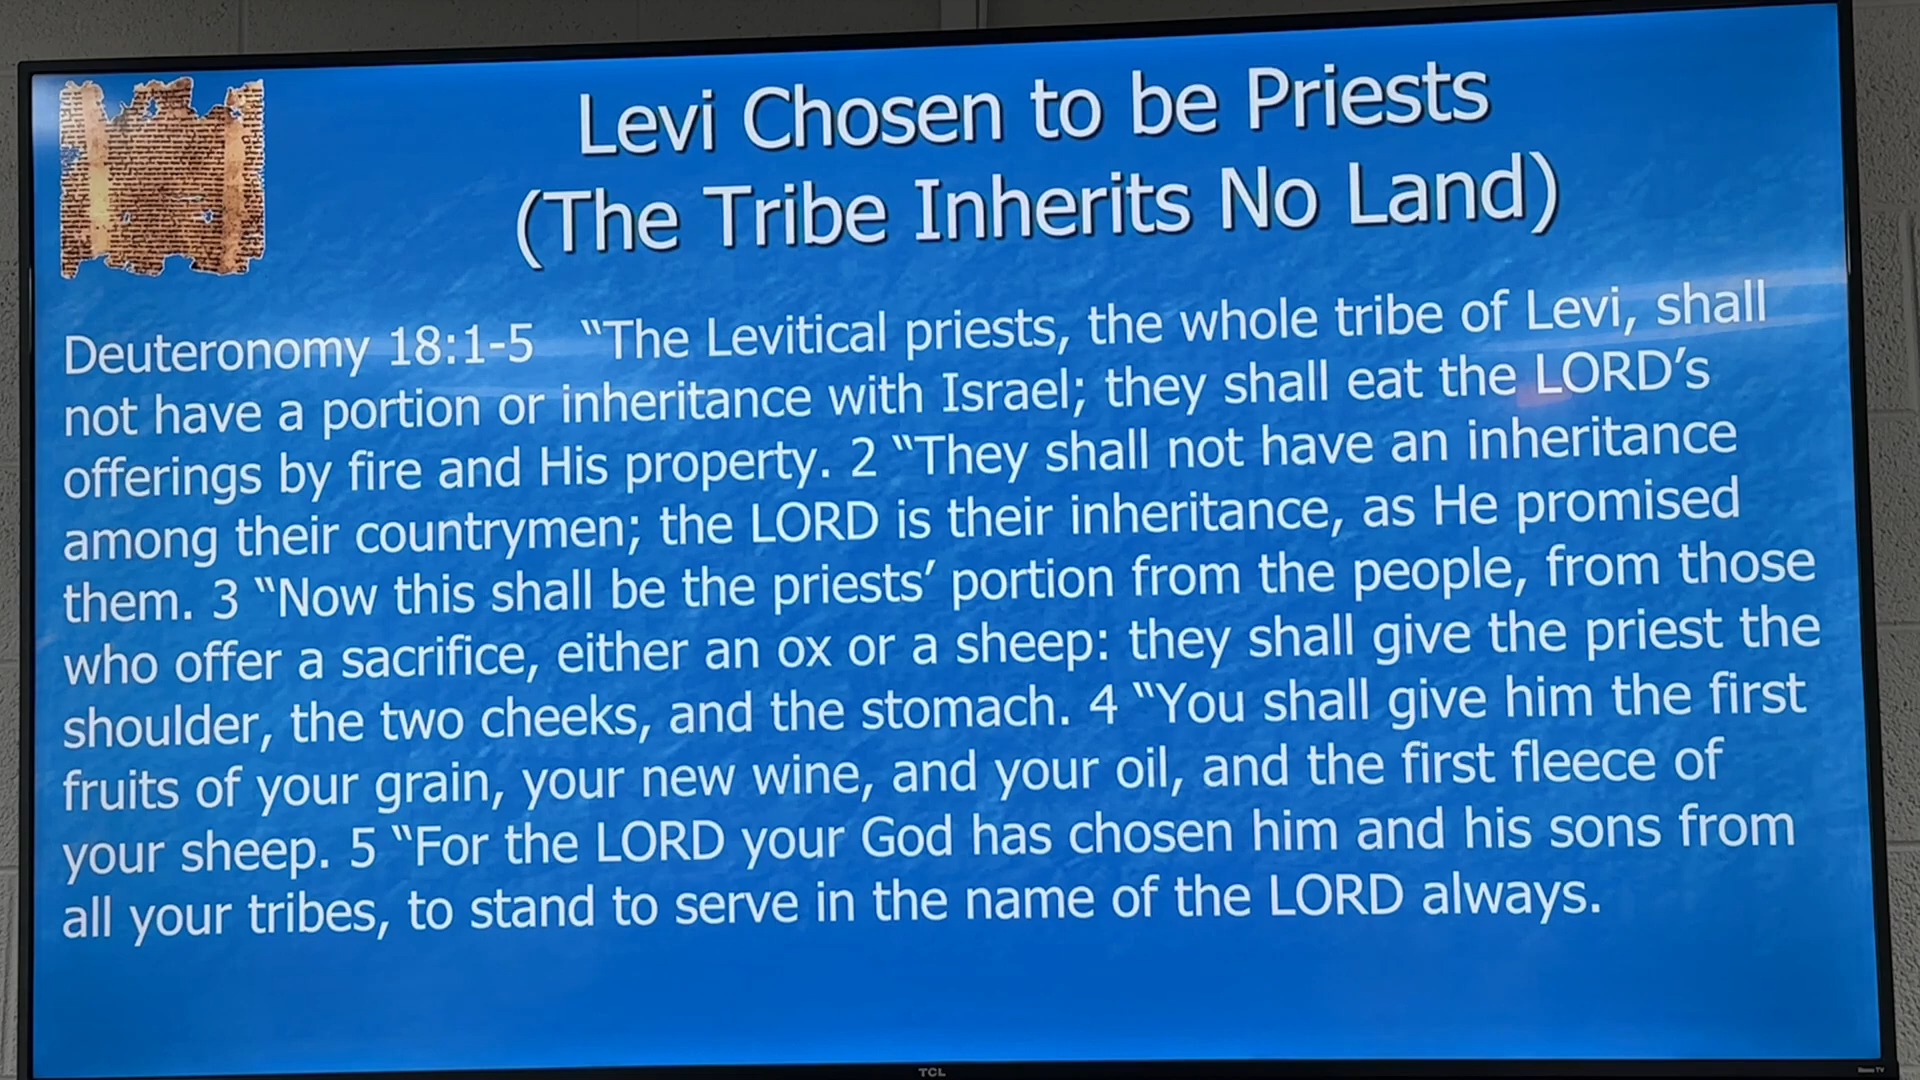 Levi Chosen to be Priests
(The Tribe Inherits No Land)
Deuteronomy 18:1-5 “The Levitical priests, the whole tribe of Levi, shall
not have a portion or inheritance with Israel; they shall eat the LORD’s
offerings by fire and His property. 2 “They shall not have an inheritance
among their countrymen; the LORD is their inheritance, as He promised
them. 3 “Now this shall be the priests’ portion from the people, from those
who offer a sacrifice, either an ox or a sheep: they shall give the priest the
shoulder, the two cheeks, and the stomach. 4 “You shall give him the first
fruits of your grain, your new wine, and your oil, and the first fleece of
your sheep. 5 “For the LORD your God has chosen him and his sons from
all your tribes, to stand to serve in the name of the LORD always.
TCL
Roku TV